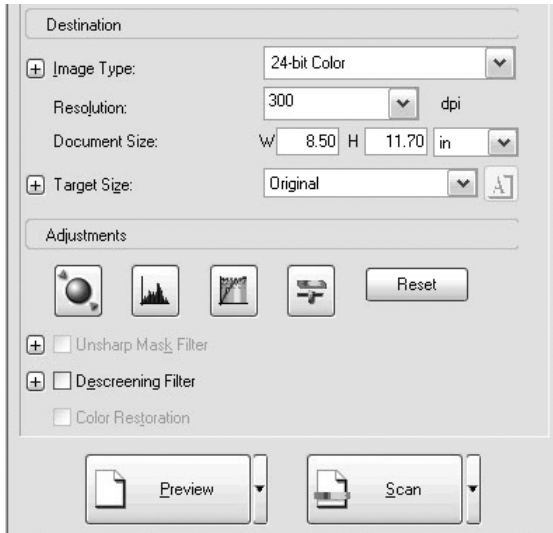 Destination
Image Type: 24-bit Color
Resolution: 300 dpi
Document Size: W 8.50 H 11.70 in
Target Size: Original A
Adjustments
Reset
Unsharp Mask Filter
Descreening Filter
Color Restoration
Preview Scan